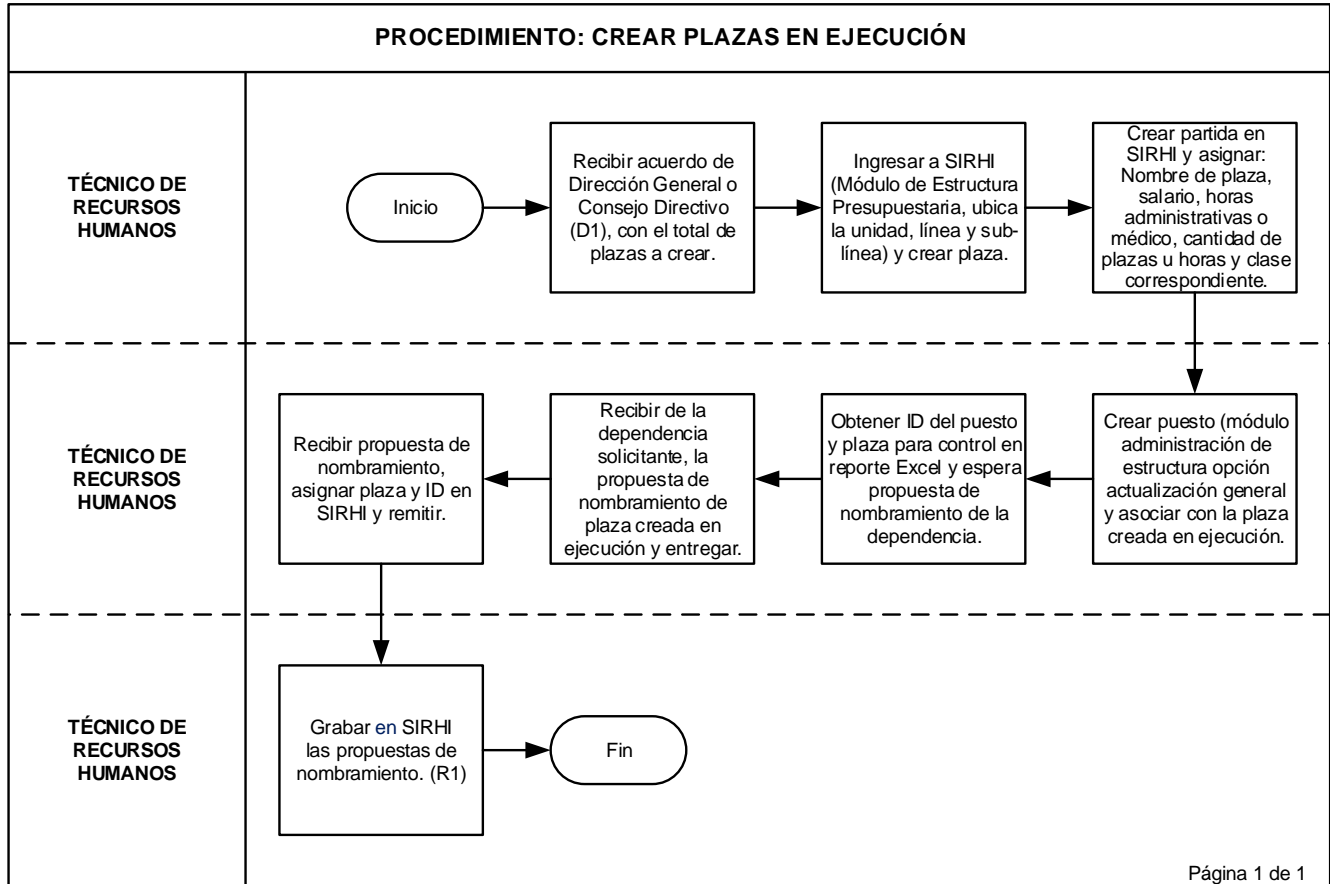 PROCEDIMIENTO: CREAR PLAZAS EN EJECUCIÓN
TÉCNICO DE
RECURSOS
HUMANOS
Inicio
Recibir acuerdo de
Dirección General o
Consejo Directivo
(D1), con el total de
plazas a crear.
Ingresar a SIRHI
(Módulo de Estructura
Presupuestaria, ubica
la unidad, línea y sub-
línea) y crear plaza.
Crear partida en
SIRHI y asignar:
Nombre de plaza,
salario, horas
administrativas o
médico, cantidad de
plazas u horas y clase
correspondiente.
TÉCNICO DE
RECURSOS
HUMANOS
Crear puesto (módulo
administración de
estructura opción
actualización general
y asociar con la plaza
creada en ejecución.
Obtener ID del puesto
y plaza para control en
reporte Excel y espera
propuesta de
nombramiento de la
dependencia.
Recibir de la
dependencia
solicitante, la
propuesta de
nombramiento de
plaza creada en
ejecución y entregar.
Recibir propuesta de
nombramiento,
asignar plaza y ID en
SIRHI y remitir.
TÉCNICO DE
RECURSOS
HUMANOS
Grabar en SIRHI
las propuestas de
nombramiento. (R1)
Fin
Página 1 de 1